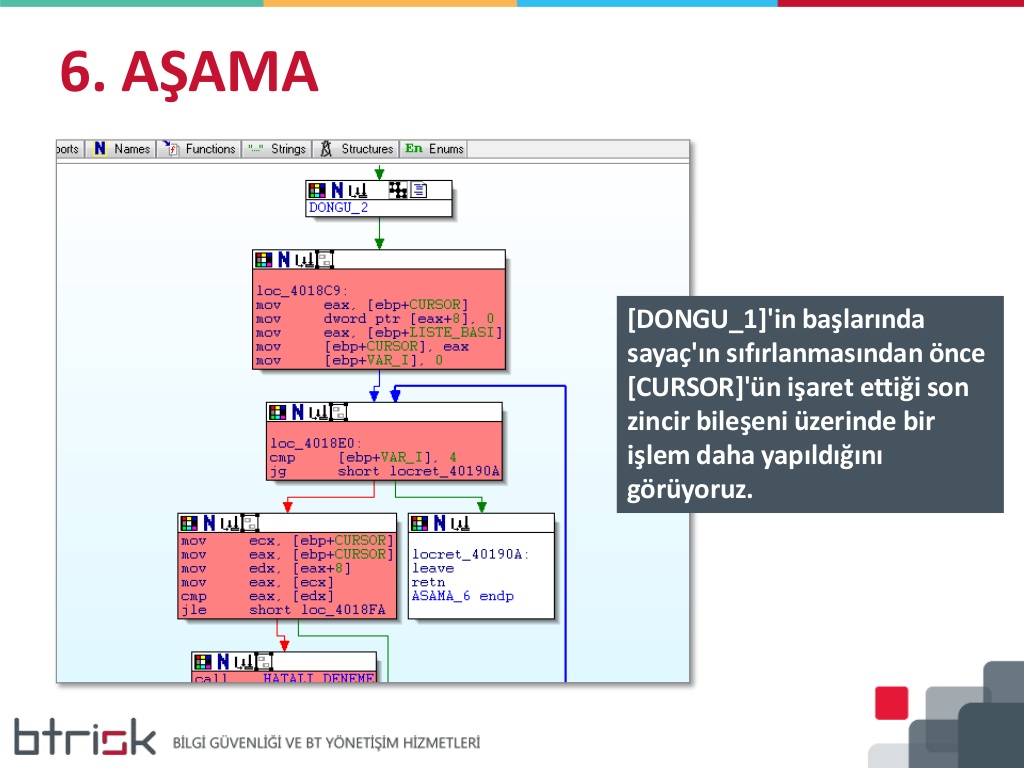 6. AŞAMA
ports
Names
Functions
Strings
Structures
En Enums
DONGU_2
loc_4018C9:
mov eax, [ebp+CURSOR]
mov dword ptr [eax+8], 0
mov eax, [ebp+LISTE_BASI]
mov [ebp+CURSOR], eax
mov [ebp+VAR_I], 0
loc_4018E0:
cmp [ebp+VAR_I], 4
jg short locret_40190A
mov ecx, [ebp+CURSOR]
mov eax, [ebp+CURSOR]
mov edx, [eax+8]
mov eax, [ecx]
cmp eax, [edx]
jle short loc_4018FA
locret_40190A:
leave
retn
ASAMA_6 endp
call HATALI_DENEME
[DONGU_1]'in başlarında
sayaç'ın sıfırlanmasından önce
[CURSOR]'ün işaret ettiği son
zincir bileşeni üzerinde bir
işlem daha yapıldığını
görüyoruz.
btrisk BİLGİ GÜVENLİĞİ VE BT YÖNETİŞİM HİZMETLERİ